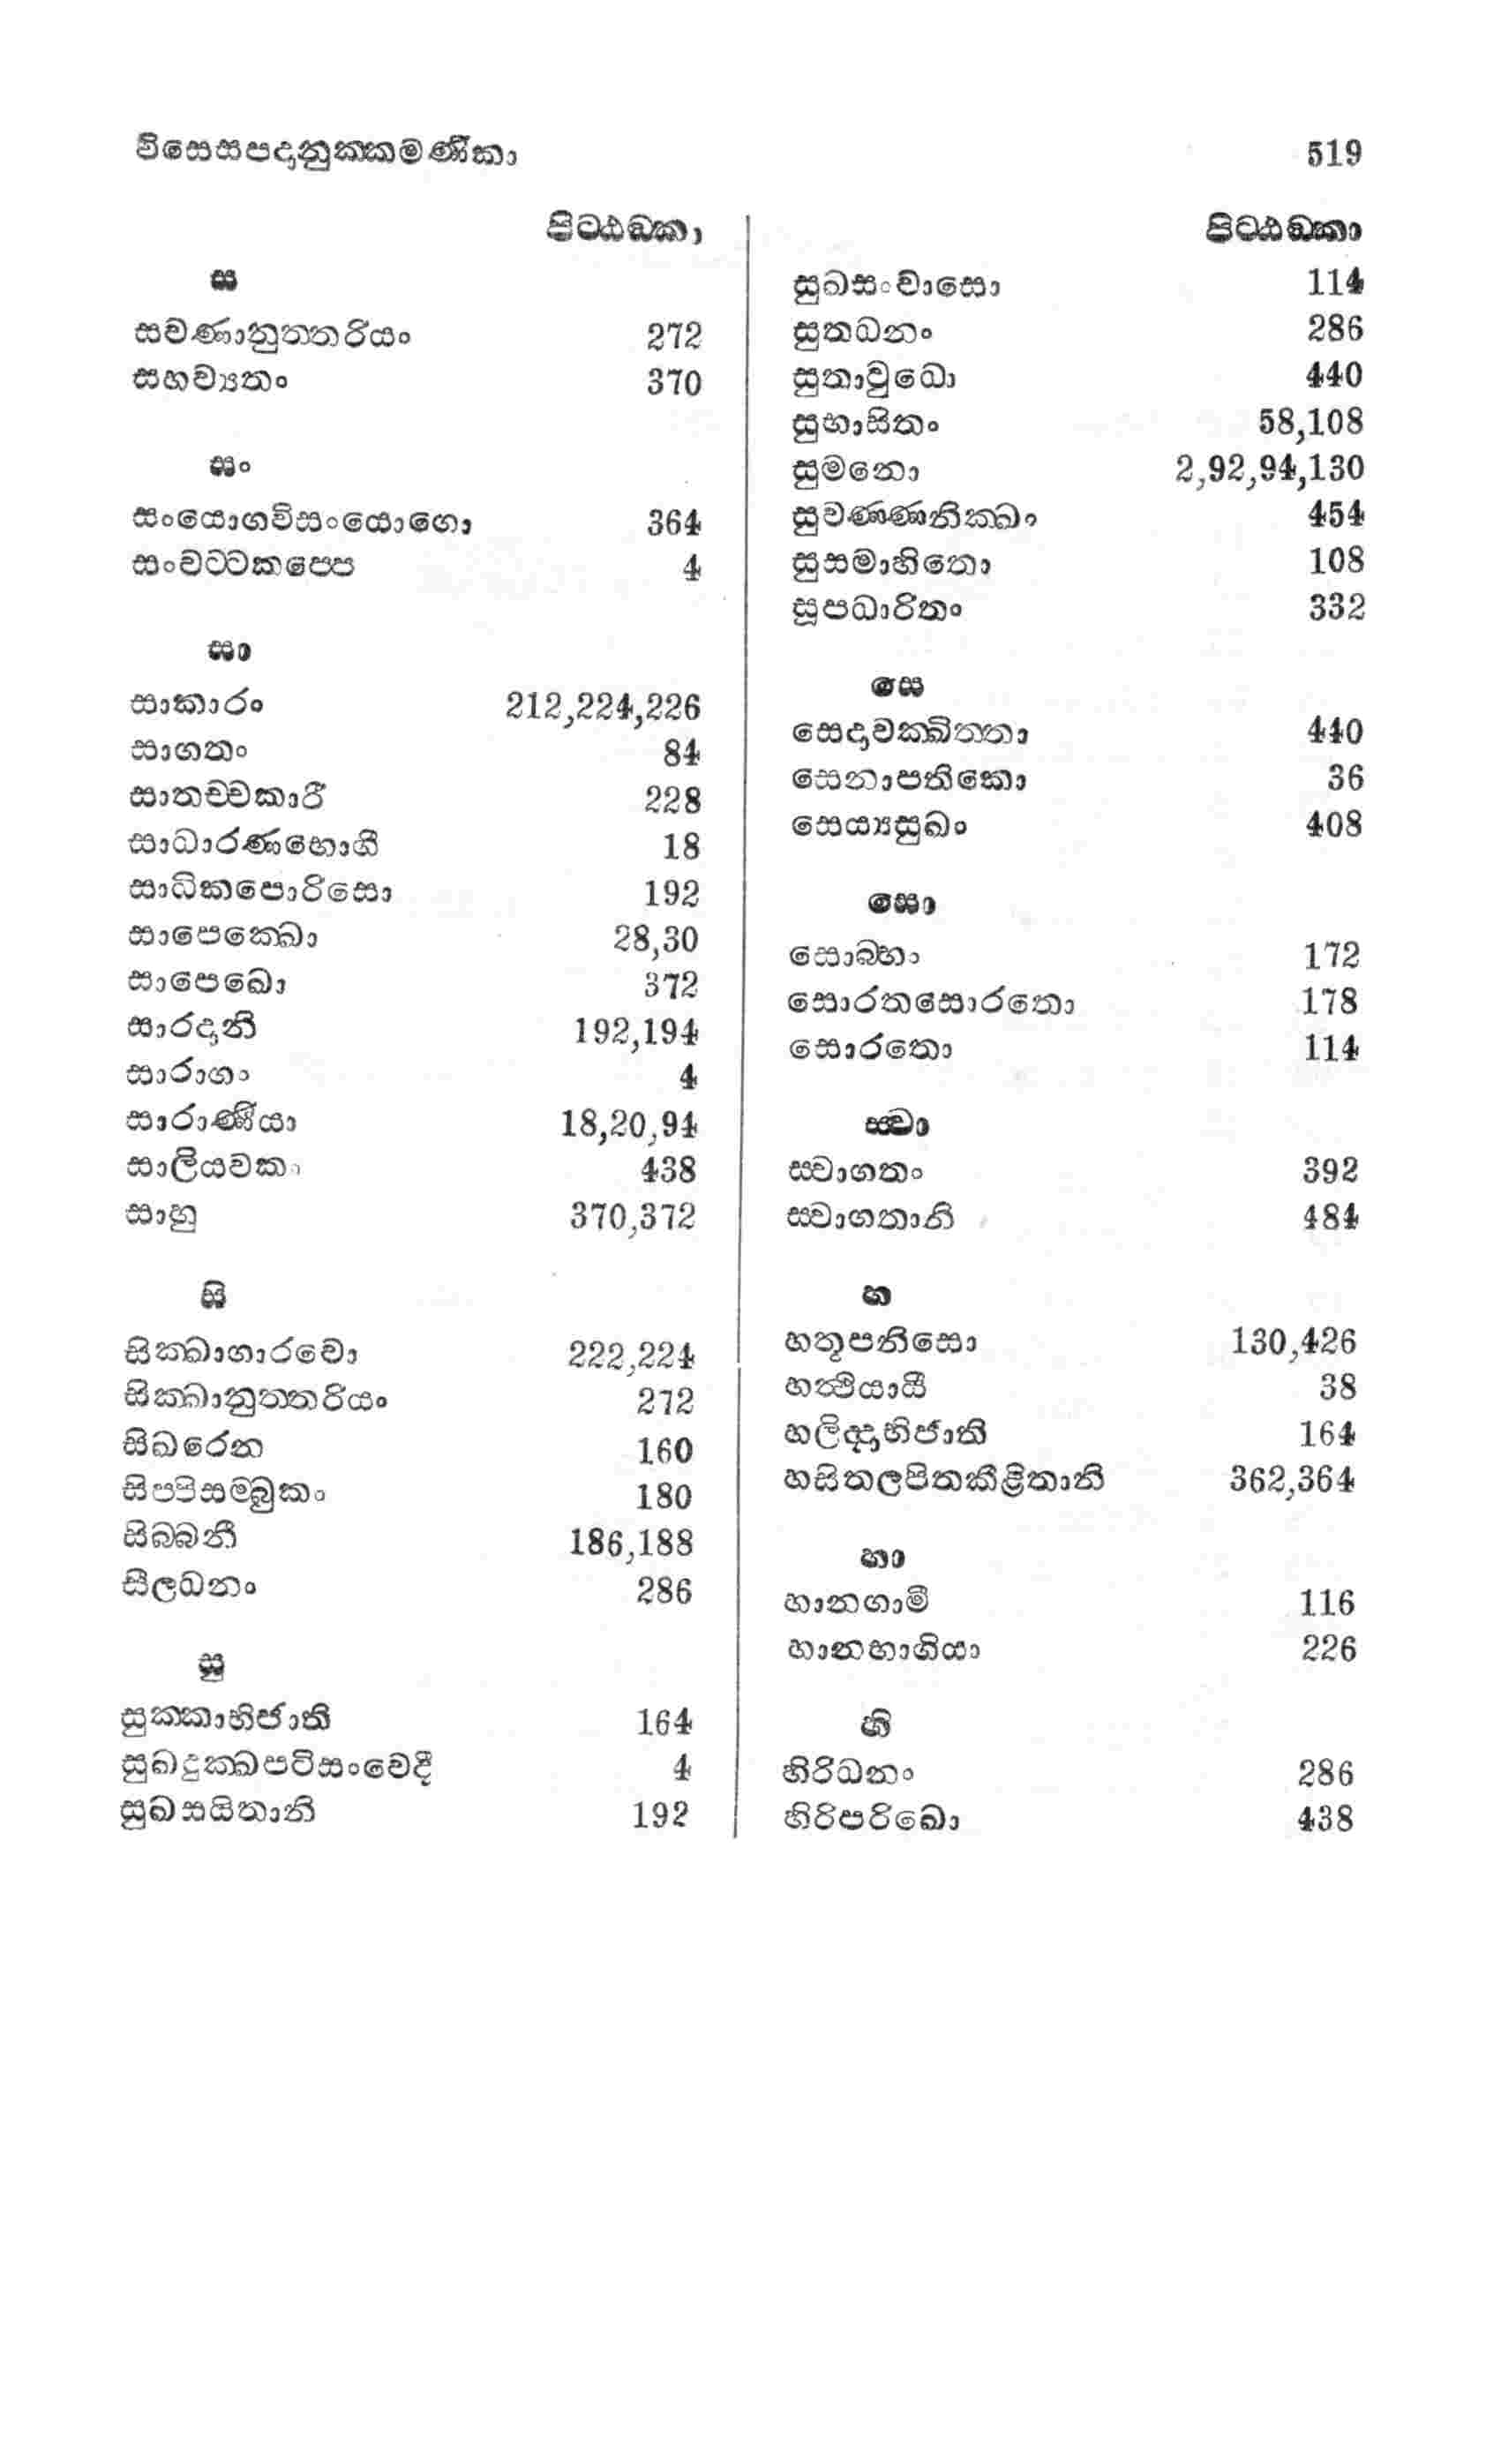 විසෙසපදානුක්කමණිකා 519
පිට්ඨඞ්කා
ස
සවණානුත්තරියං 272
සහව්‍යතං 370
සං
සංයොගවිසංයොගො 364
සංවට්ටකප්පෙ 4
සා
සාකාරං 212,224,226
සාගතං 84
සාතච්චකාරී 228
සාධාරණභොගී 18
සාධිකපොරිසො 192
සාපෙක්ඛො 28,30
සාපෙඛො 372
සාරදානි 192,194
සාරාගං 4
සාරාණීයා 18,20,94
සාලියවකං 438
සාහු 370,372
සි
සික්ඛාගාරවො 222,224
සික්ඛානුත්තරියං 272
සිඛරෙන 160
සිප්පිසම්බුකං 180
සිබ්බනී 186,188
සීලධනං 286
සු
සුක්කාභිජාති 164
සුඛදුක්ඛපටිසංවෙදී 4
සුඛසයිතානි 192
පිට්ඨඞ්කා
සුඛසංවාසො 114
සුතධනං 286
සුතාවුධො 440
සුභාසිතං 58,108
සුමනො 2,92,94,130
සුවණ්ණනික්ඛං 454
සුසමාහිතො 108
සූපධාරිතං 332
සෙ
සෙදාවක්ඛිත්තා 440
සෙනාපතිකො 36
සෙය්‍යසුඛං 408
සො
සොබ්භං 172
සොරතසොරතො 178
සොරතො 114
ස්වා
ස්වාගතං 392
ස්වාගතානි 484
හ
හතූපනිසො 130,426
හත්ථියායී 38
හලිද්දාභිජාති 164
හසිතලපිතකීළිතානි 362,364
හා
හානගාමී 116
හානභාගියා 226
හි
හිරිධනං 286
හිරිපරිඛො 438